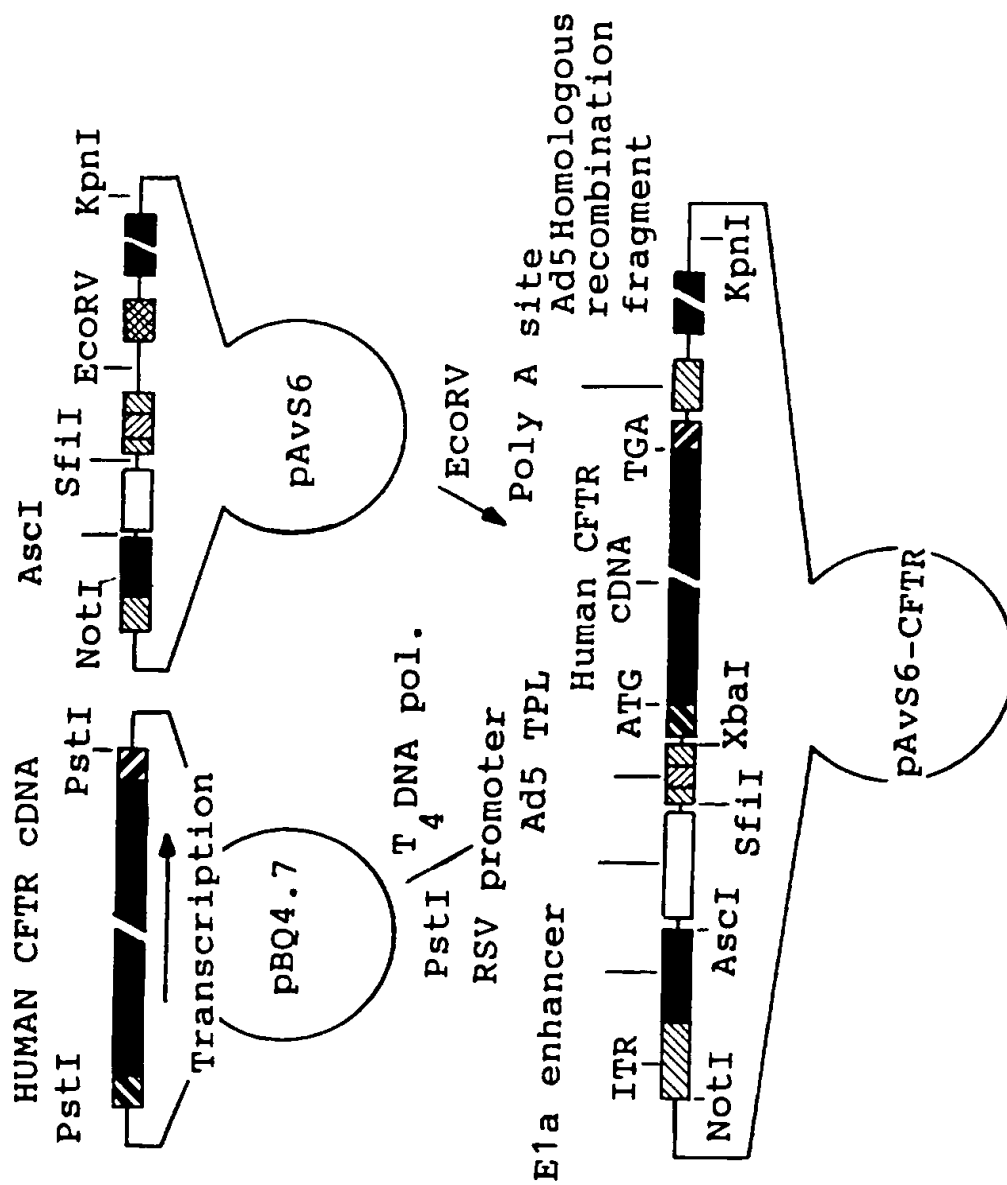 HUMAN CFTR cDNA
PstI
PstI
Transcription
pBQ4.7
NotI
AscI
SfiI
EcoRV
KpnI
pAvS6
PstI
T4 DNA pol.
EcoRV
E1a enhancer
RSV promoter
Ad5 TPL
Human CFTR
cDNA
Poly A site
Ad5 Homologous
recombination
fragment
ITR
ATG
TGA
NotI
AscI
SfiI
XbaI
KpnI
pAvS6-CFTR